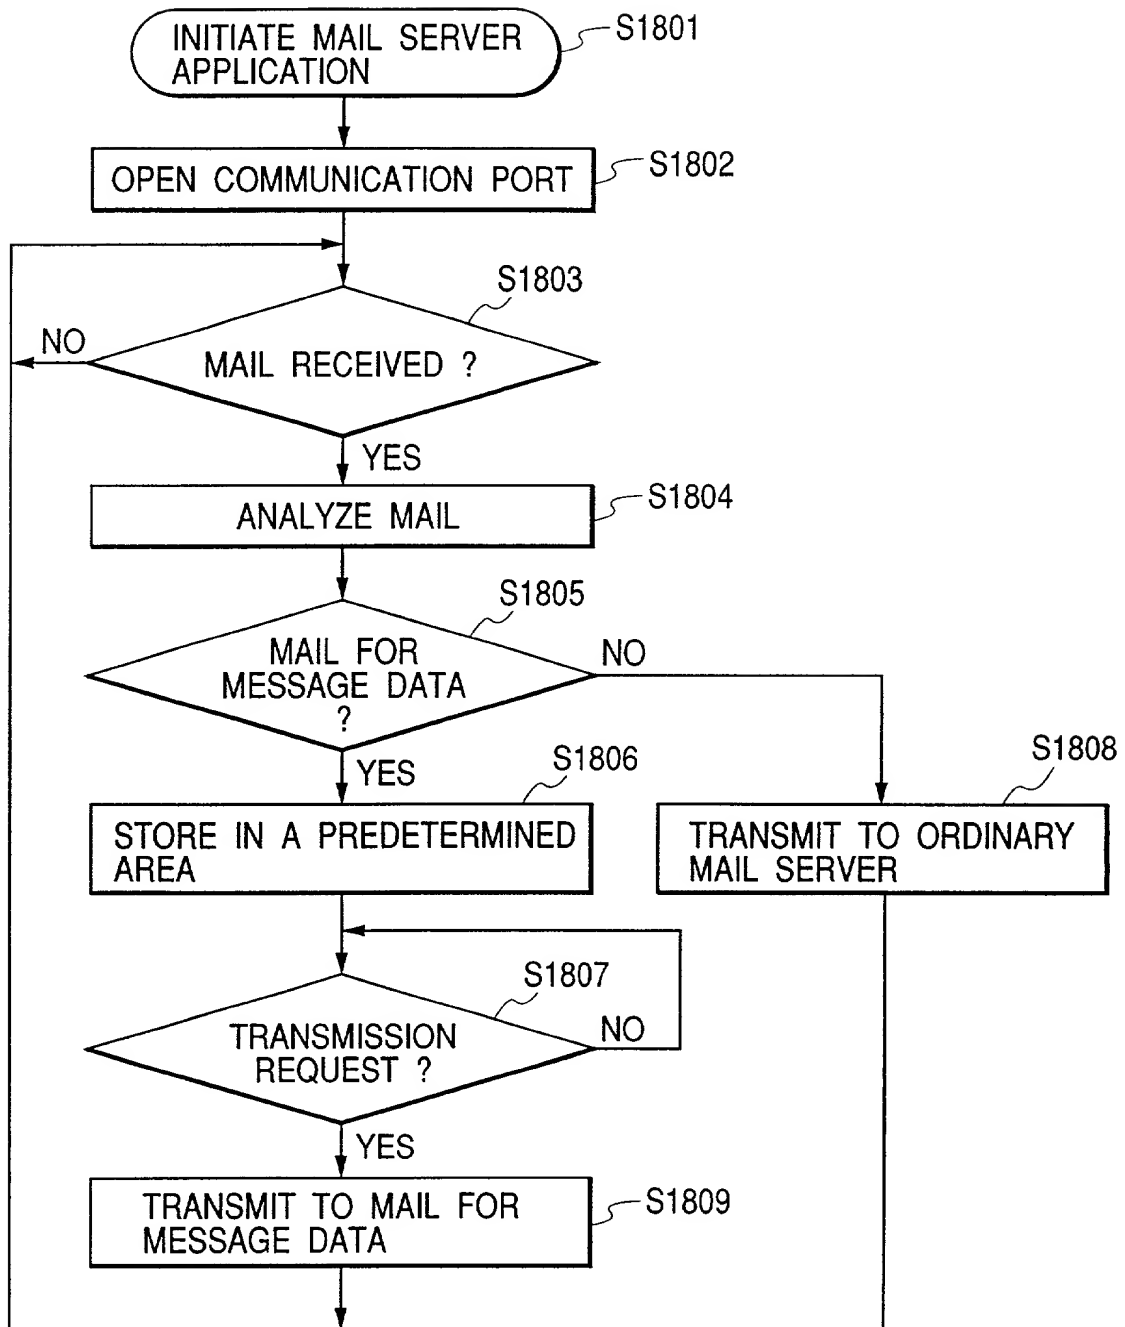 INITIATE MAIL SERVER
APPLICATION
S1801
OPEN COMMUNICATION PORT
S1802
S1803
NO
MAIL RECEIVED ?
YES
ANALYZE MAIL
S1804
S1805
MAIL FOR
MESSAGE DATA
?
NO
YES
S1806
S1808
STORE IN A PREDETERMINED
AREA
TRANSMIT TO ORDINARY
MAIL SERVER
S1807
TRANSMISSION
REQUEST ?
NO
YES
TRANSMIT TO MAIL FOR
MESSAGE DATA
S1809